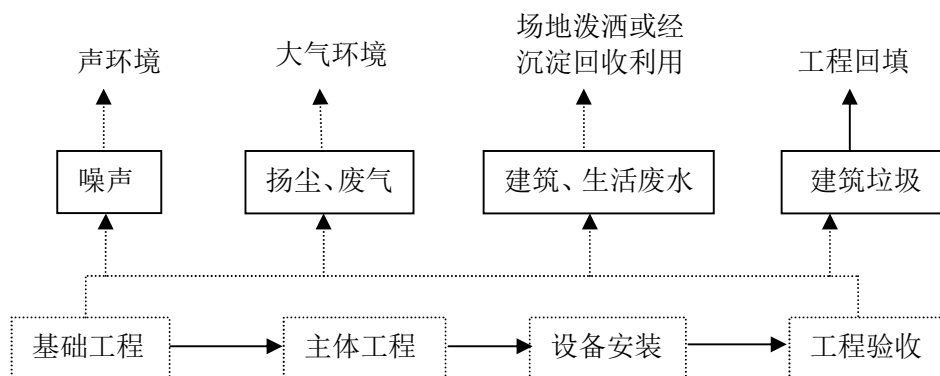 声环境
大气环境
场地泼洒或经
沉淀回收利用
工程回填
噪声
扬尘、废气
建筑、生活废水
建筑垃圾
基础工程
主体工程
设备安装
工程验收